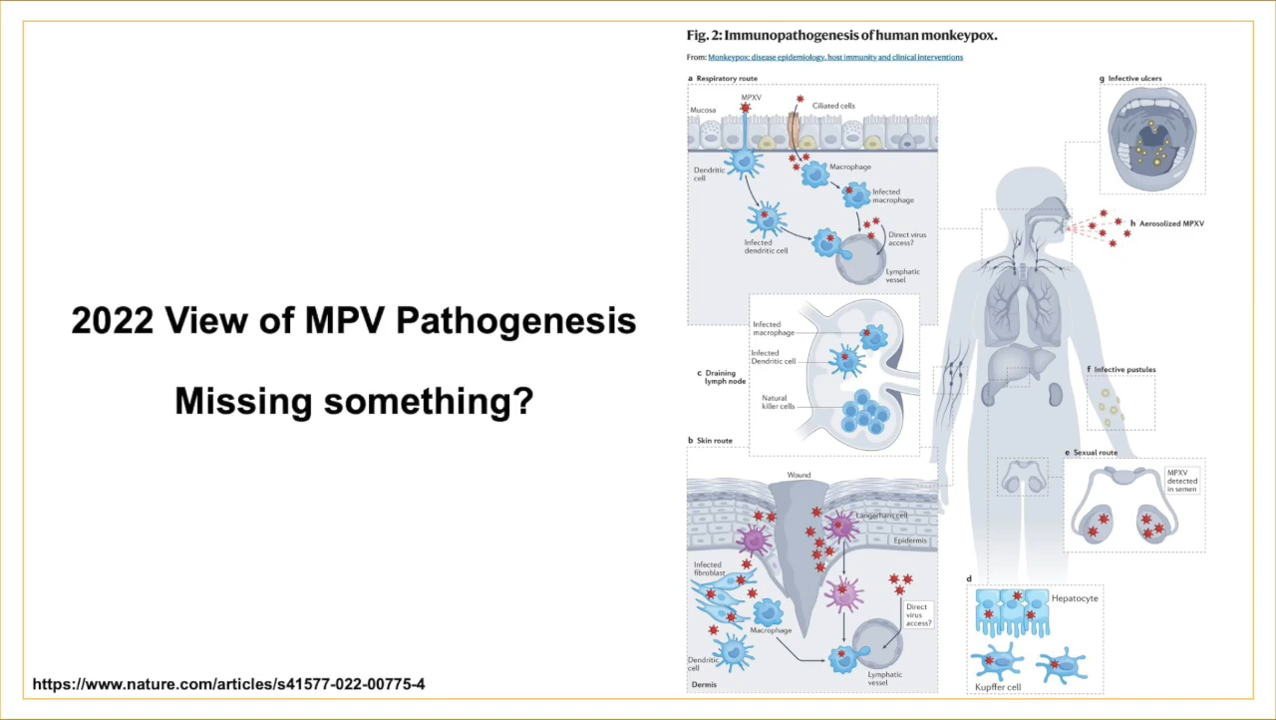 2022 View of MPV Pathogenesis
Missing something?
https://www.nature.com/articles/s41577-022-00775-4
Fig. 2: Immunopathogenesis of human monkeypox.
From: Monkeypox: disease epidemiology, host immunity and clinical interventions
a Respiratory route
MPXV
Mucosa
Ciliated cells
Dendritic
cell
Macrophage
Infected
macrophage
Infected
dendritic cell
Direct virus
access?
Lymphatic
vessel
c Draining
lymph node
Infected
macrophage
Infected
Dendritic cell
Natural
killer cells
b Skin route
Wound
Langerhans cell
Epidermis
Infected
fibroblast
Macrophage
Direct
virus
access?
Dendritic
cell
Lymphatic
vessel
Dermis
g Infective ulcers
h Aerosolized MPXV
f Infective pustules
e Sexual route
MPXV
detected
in semen
d
Hepatocyte
Kupffer cell